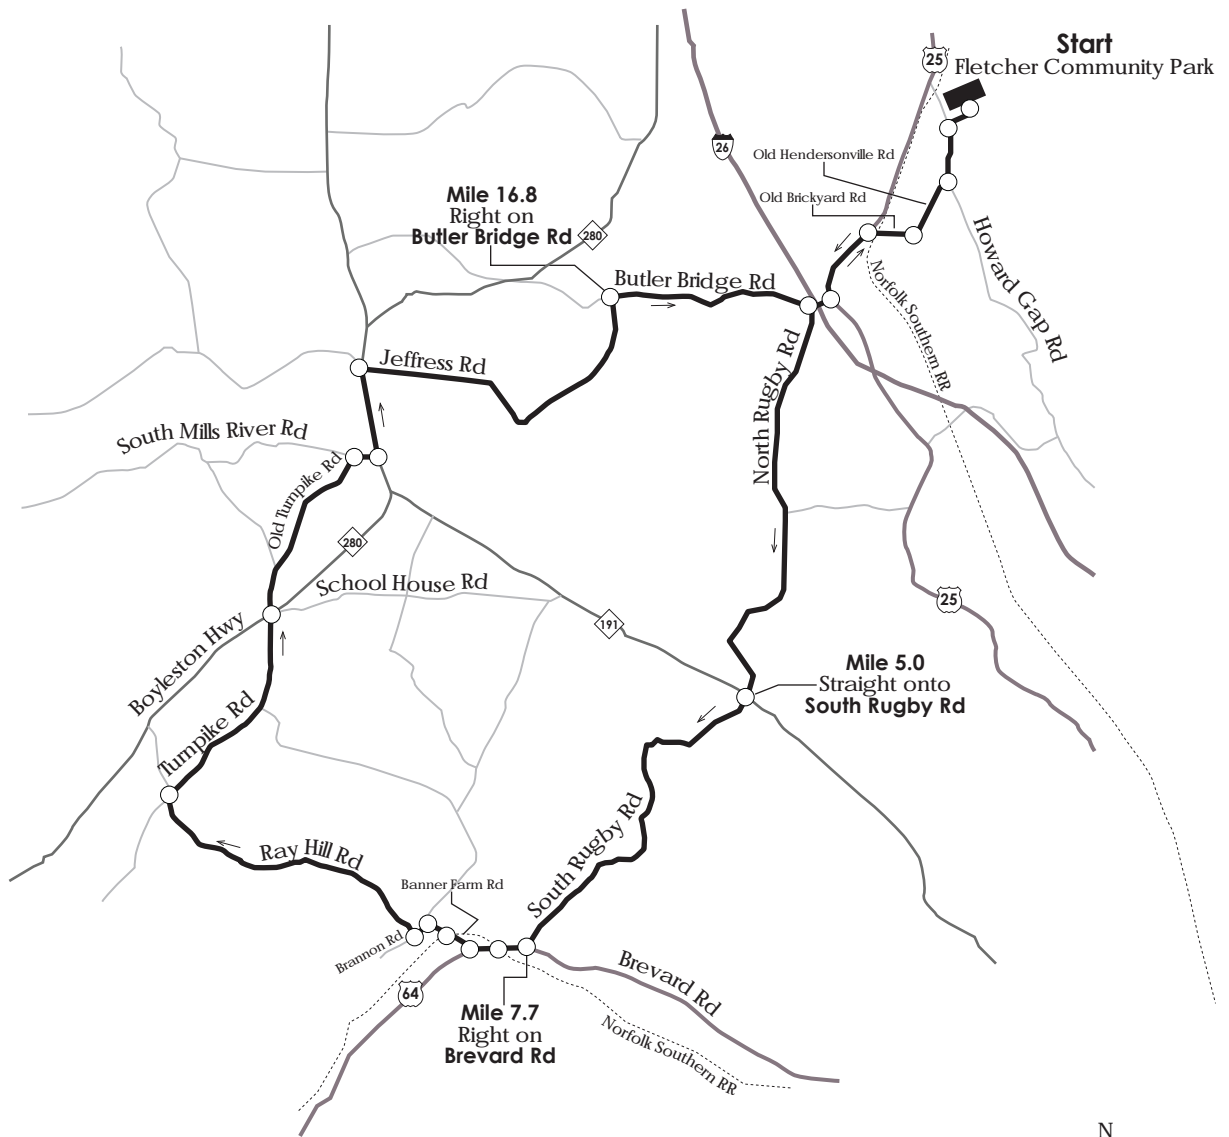 Start
25
Fletcher Community Park
26
Old Hendersonville Rd
Mile 16.8
Right on
Butler Bridge Rd
280
Old Brickyard Rd
Howard Gap Rd
Butler Bridge Rd
Norfolk Southern RR
Jeffress Rd
North Rugby Rd
South Mills River Rd
Old Turnpike Rd
280
School House Rd
25
191
Boyleston Hwy
Mile 5.0
Straight onto
South Rugby Rd
Turnpike Rd
South Rugby Rd
Ray Hill Rd
Banner Farm Rd
Brannon Rd
64
Brevard Rd
Mile 7.7
Right on
Brevard Rd
Norfolk Southern RR
N